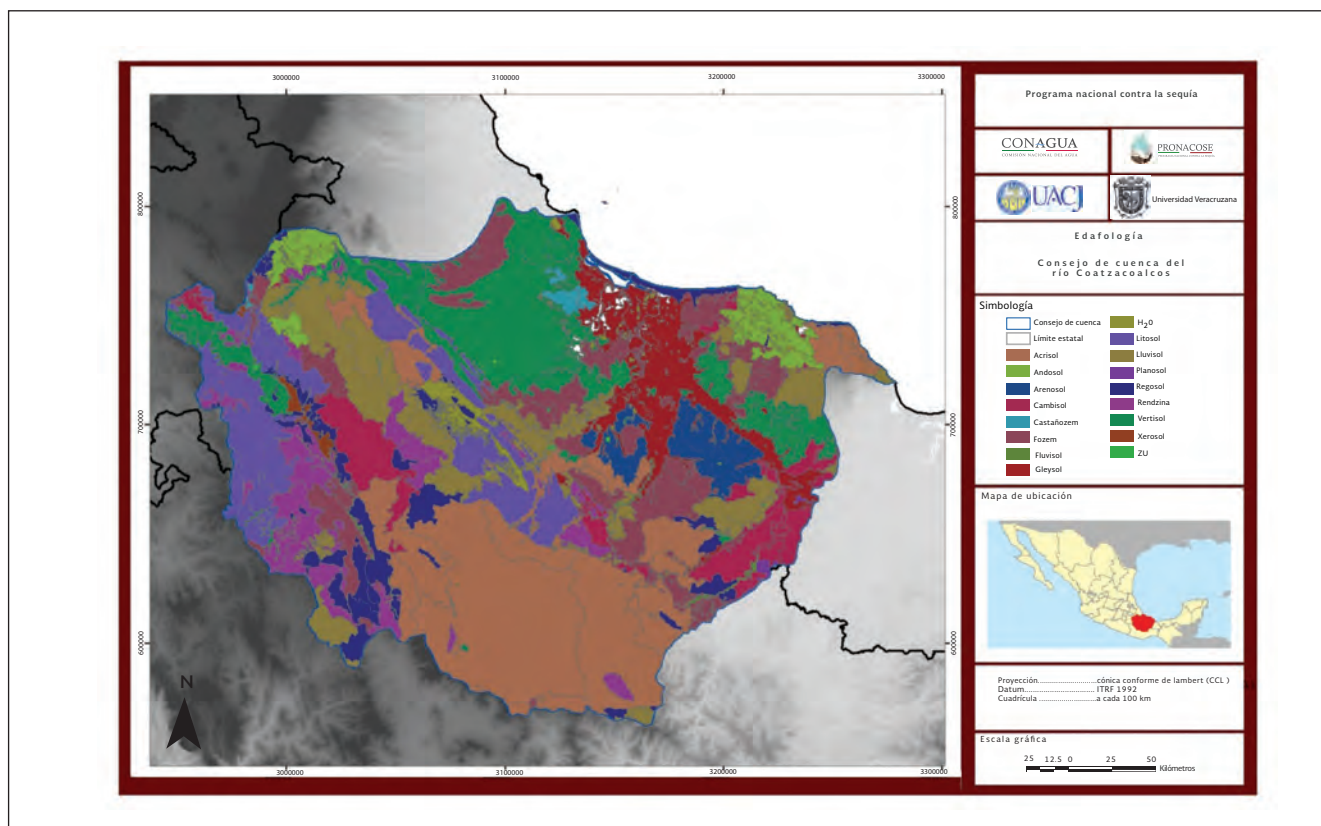 3000000
3100000
3200000
3300000
800000
700000
600000
800000
700000
600000
N
3000000
3100000
3200000
3300000
Programa nacional contra la sequía
CONAGUA
COMISIÓN NACIONAL DEL AGUA
PRONACOSE
UACJ
Universidad Veracruzana
Edafología
Consejo de cuenca del
río Coatzacoalcos
Simbología
Consejo de cuenca
Límite estatal
Acrisol
Andosol
Arenosol
Cambisol
Castañozem
Fozem
Fluvisol
Gleysol
H₂0
Litosol
Lluvisol
Planosol
Regosol
Rendzina
Vertisol
Xerosol
ZU
Mapa de ubicación
Proyección..........................cónica conforme de lambert (CCL )
Datum............................... ITRF 1992
Cuadrícula ..........................a cada 100 km
Escala gráfica
25 12.5 0 25 50
Kilómetros